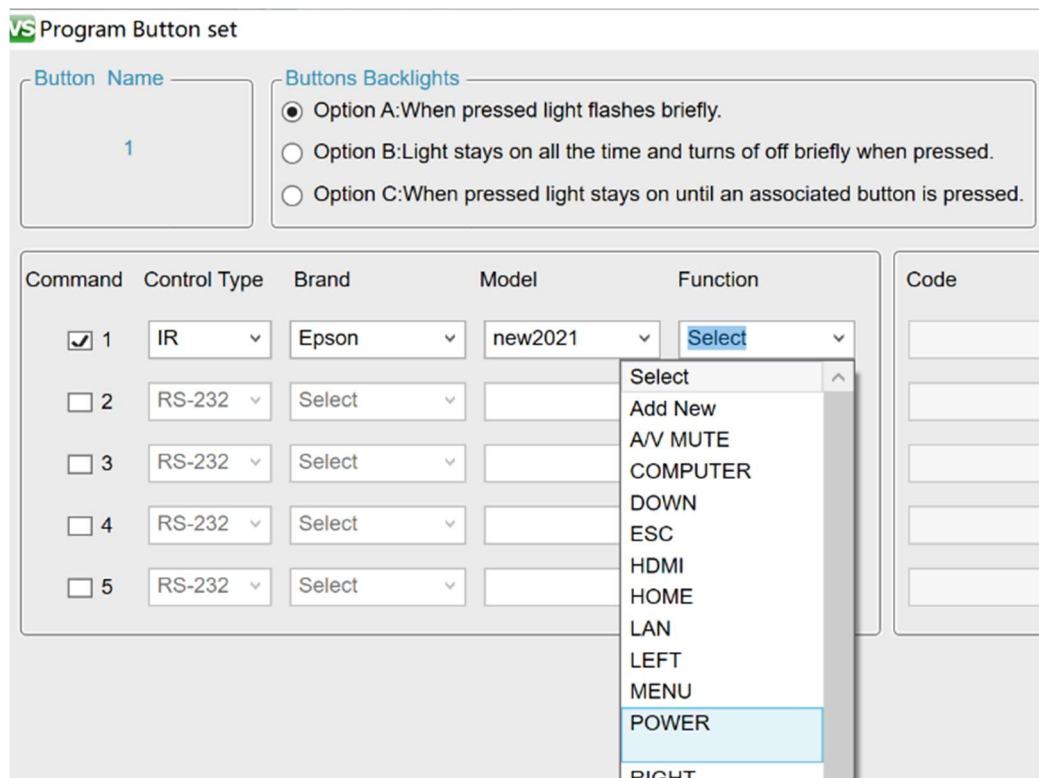 VS Program Button set
Button Name
1
Buttons Backlights
Option A:When pressed light flashes briefly.
Option B:Light stays on all the time and turns of off briefly when pressed.
Option C:When pressed light stays on until an associated button is pressed.
Command Control Type Brand Model Function Code
1 IR Epson new2021 Select
2 RS-232 Select
3 RS-232 Select
4 RS-232 Select
5 RS-232 Select
Select
Add New
A/V MUTE
COMPUTER
DOWN
ESC
HDMI
HOME
LAN
LEFT
MENU
POWER
RIGHT